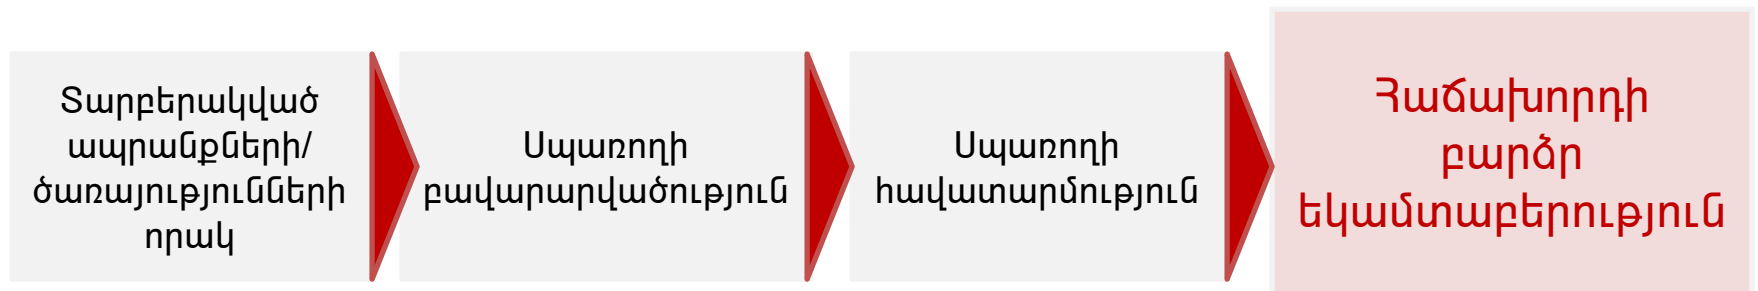 Տարբերակված
ապրանքների/
ծառայությունների
որակ
Սպառողի
բավարարվածություն
Սպառողի
հավատարմություն
Հաճախորդի
բարձր
եկամտաբերություն